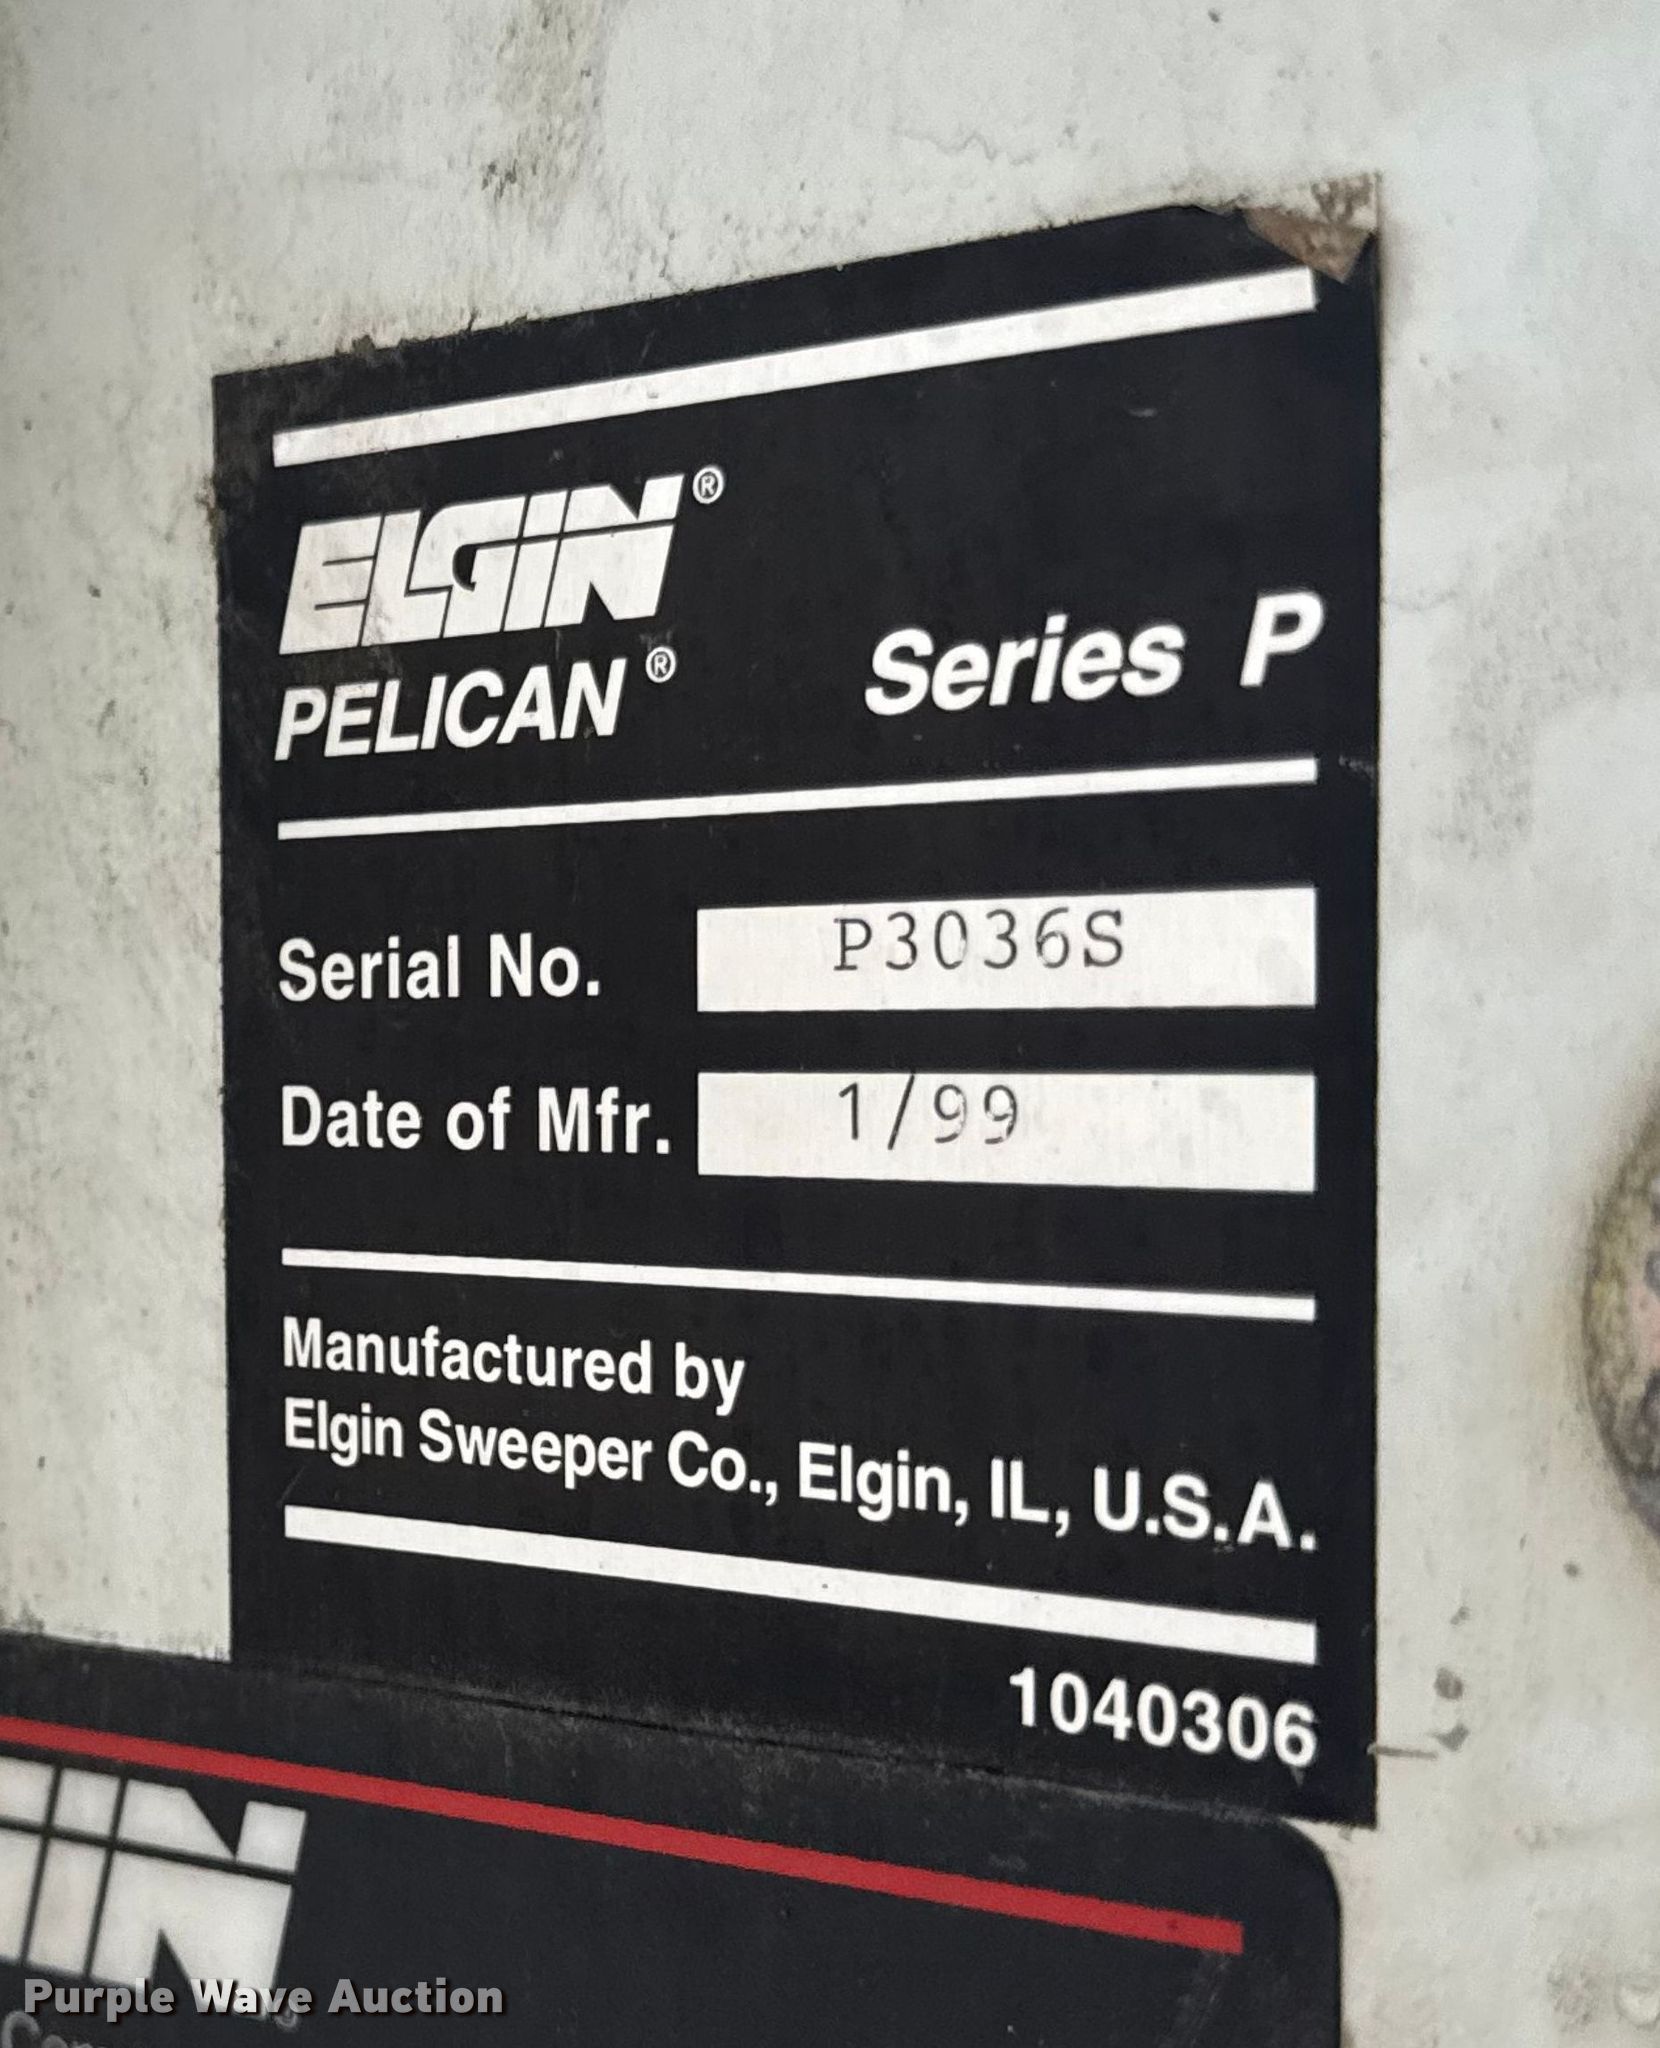 ELGIN®
PELICAN® Series P
Serial No. P3036S
Date of Mfr. 1/99
Manufactured by
Elgin Sweeper Co., Elgin, IL, U.S.A.
1040306
Purple Wave Auction